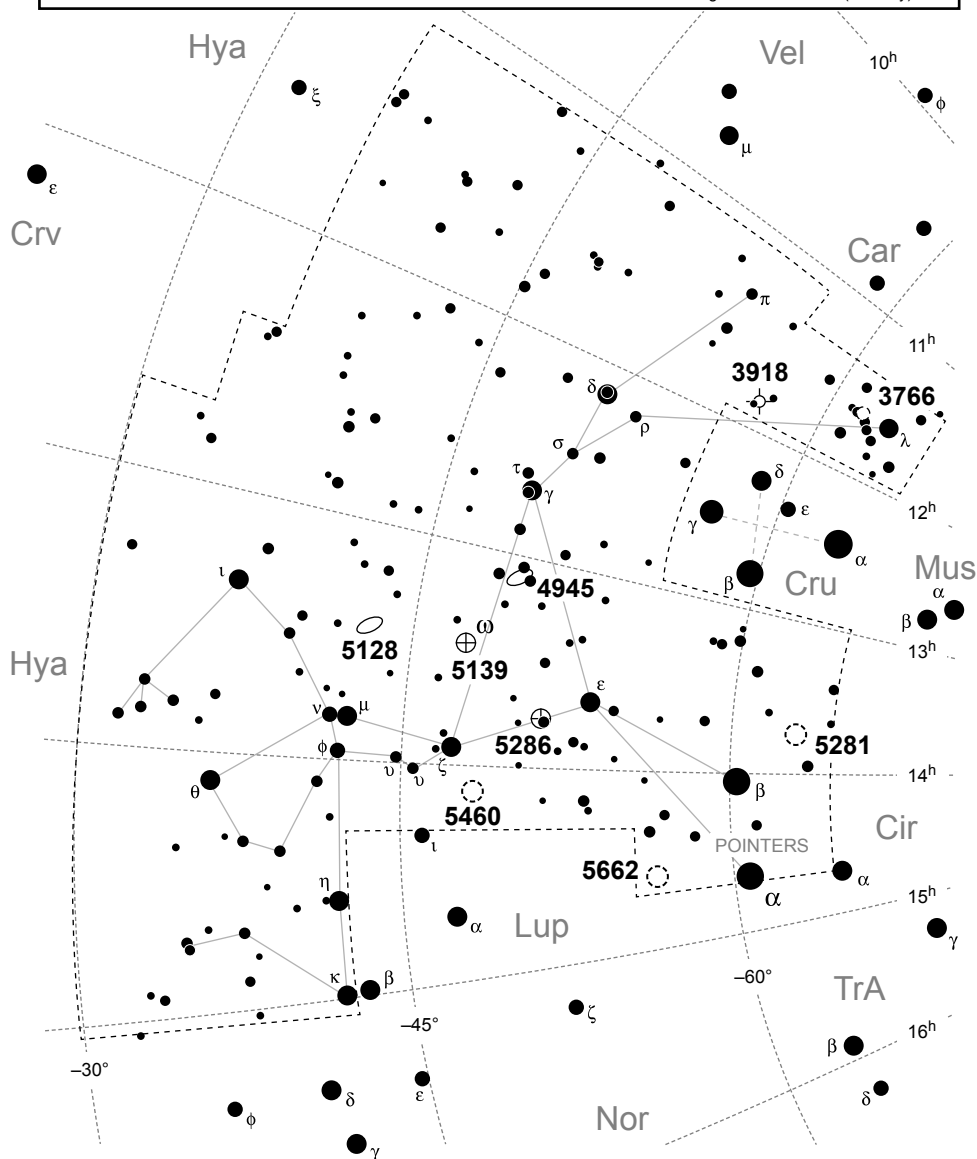 Hya
Vel
10h
ξ
φ
μ
ε
Crv
Car
π
11h
3918
δ
3766
ρ
λ
σ
τ
γ
δ
ε
12h
γ
α
ι
4945
β
Cru
Mus
α
β
ω
5128
5139
13h
Hya
ε
ν
μ
5286
5281
φ
υ
υ
ζ
14h
θ
β
5460
Cir
ι
POINTERS
5662
α
α
η
15h
α
Lup
γ
κ
β
–60°
TrA
ζ
–45°
16h
β
–30°
δ
ε
δ
φ
Nor
γ